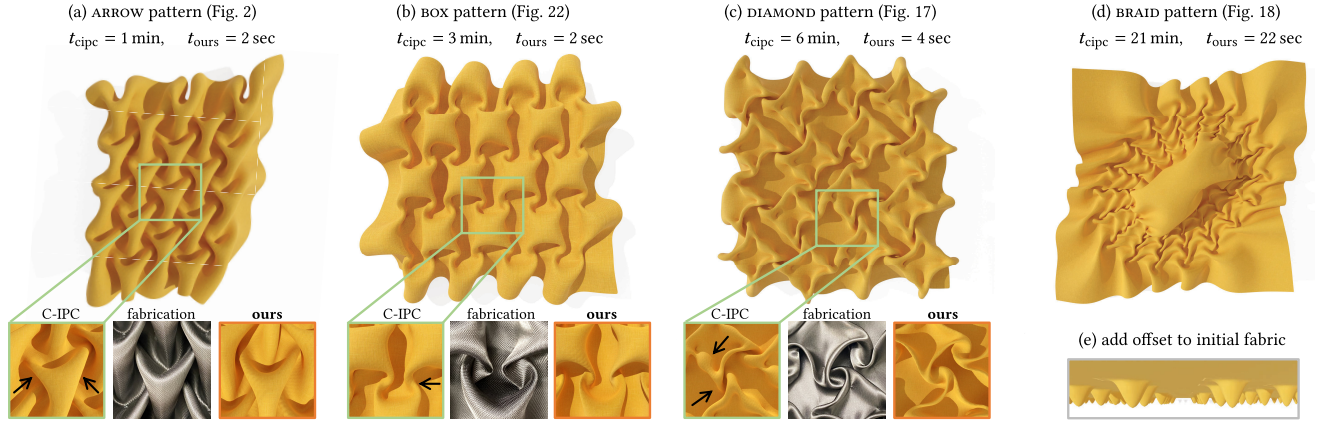 (a) ARROW pattern (Fig. 2)
t_cipc = 1 min, t_ours = 2 sec
(b) BOX pattern (Fig. 22)
t_cipc = 3 min, t_ours = 2 sec
(c) DIAMOND pattern (Fig. 17)
t_cipc = 6 min, t_ours = 4 sec
(d) BRAID pattern (Fig. 18)
t_cipc = 21 min, t_ours = 22 sec
C-IPC fabrication ours
C-IPC fabrication ours
C-IPC fabrication ours
(e) add offset to initial fabric